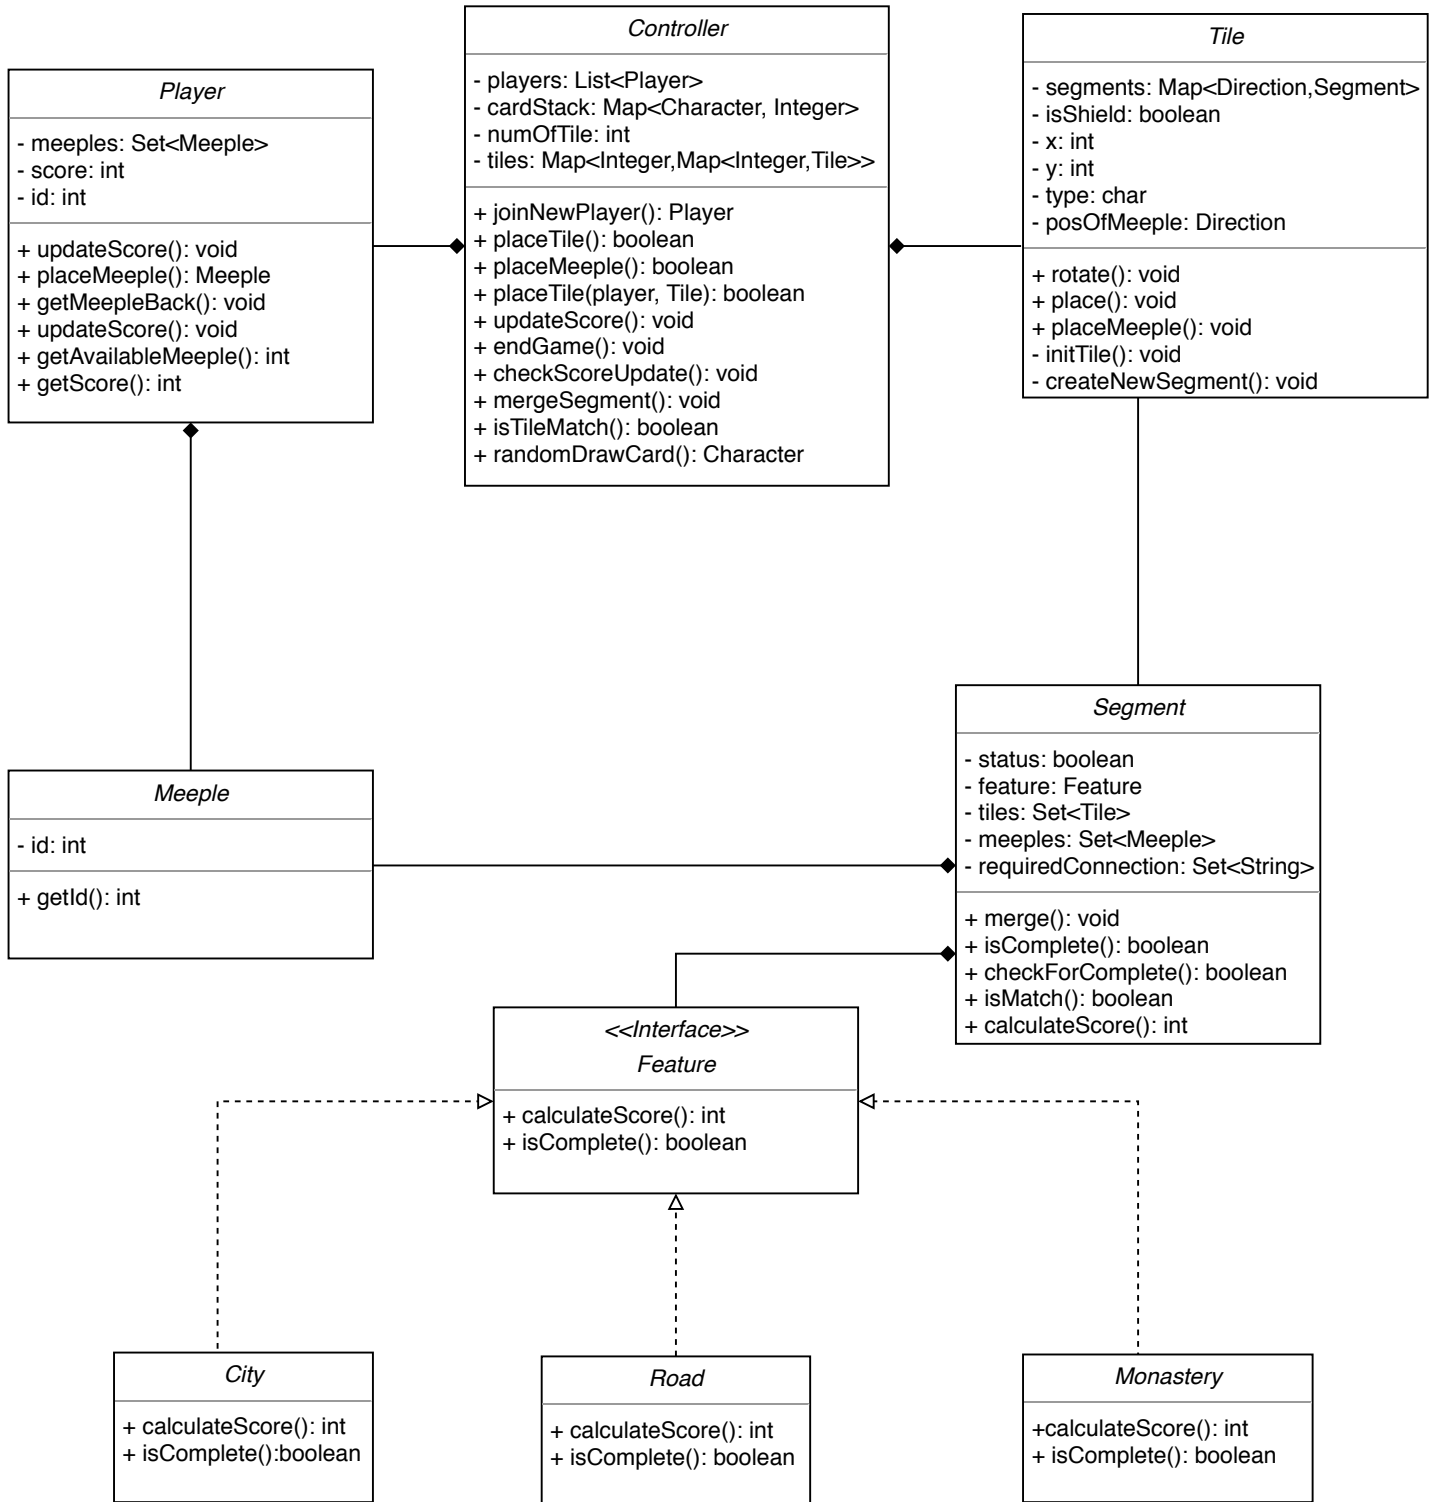 Player
- meeples: Set<Meeple>
- score: int
- id: int
+ updateScore(): void
+ placeMeeple(): Meeple
+ getMeepleBack(): void
+ updateScore(): void
+ getAvailableMeeple(): int
+ getScore(): int
Controller
- players: List<Player>
- cardStack: Map<Character, Integer>
- numOfTile: int
- tiles: Map<Integer,Map<Integer,Tile>>
+ joinNewPlayer(): Player
+ placeTile(): boolean
+ placeMeeple(): boolean
+ placeTile(player, Tile): boolean
+ updateScore(): void
+ endGame(): void
+ checkScoreUpdate(): void
+ mergeSegment(): void
+ isTileMatch(): boolean
+ randomDrawCard(): Character
Tile
- segments: Map<Direction,Segment>
- isShield: boolean
- x: int
- y: int
- type: char
- posOfMeeple: Direction
+ rotate(): void
+ place(): void
+ placeMeeple(): void
- initTile(): void
- createNewSegment(): void
Meeple
- id: int
+ getId(): int
Segment
- status: boolean
- feature: Feature
- tiles: Set<Tile>
- meeples: Set<Meeple>
- requiredConnection: Set<String>
+ merge(): void
+ isComplete(): boolean
+ checkForComplete(): boolean
+ isMatch(): boolean
+ calculateScore(): int
<<Interface>>
Feature
+ calculateScore(): int
+ isComplete(): boolean
City
+ calculateScore(): int
+ isComplete():boolean
Road
+ calculateScore(): int
+ isComplete(): boolean
Monastery
+calculateScore(): int
+ isComplete(): boolean